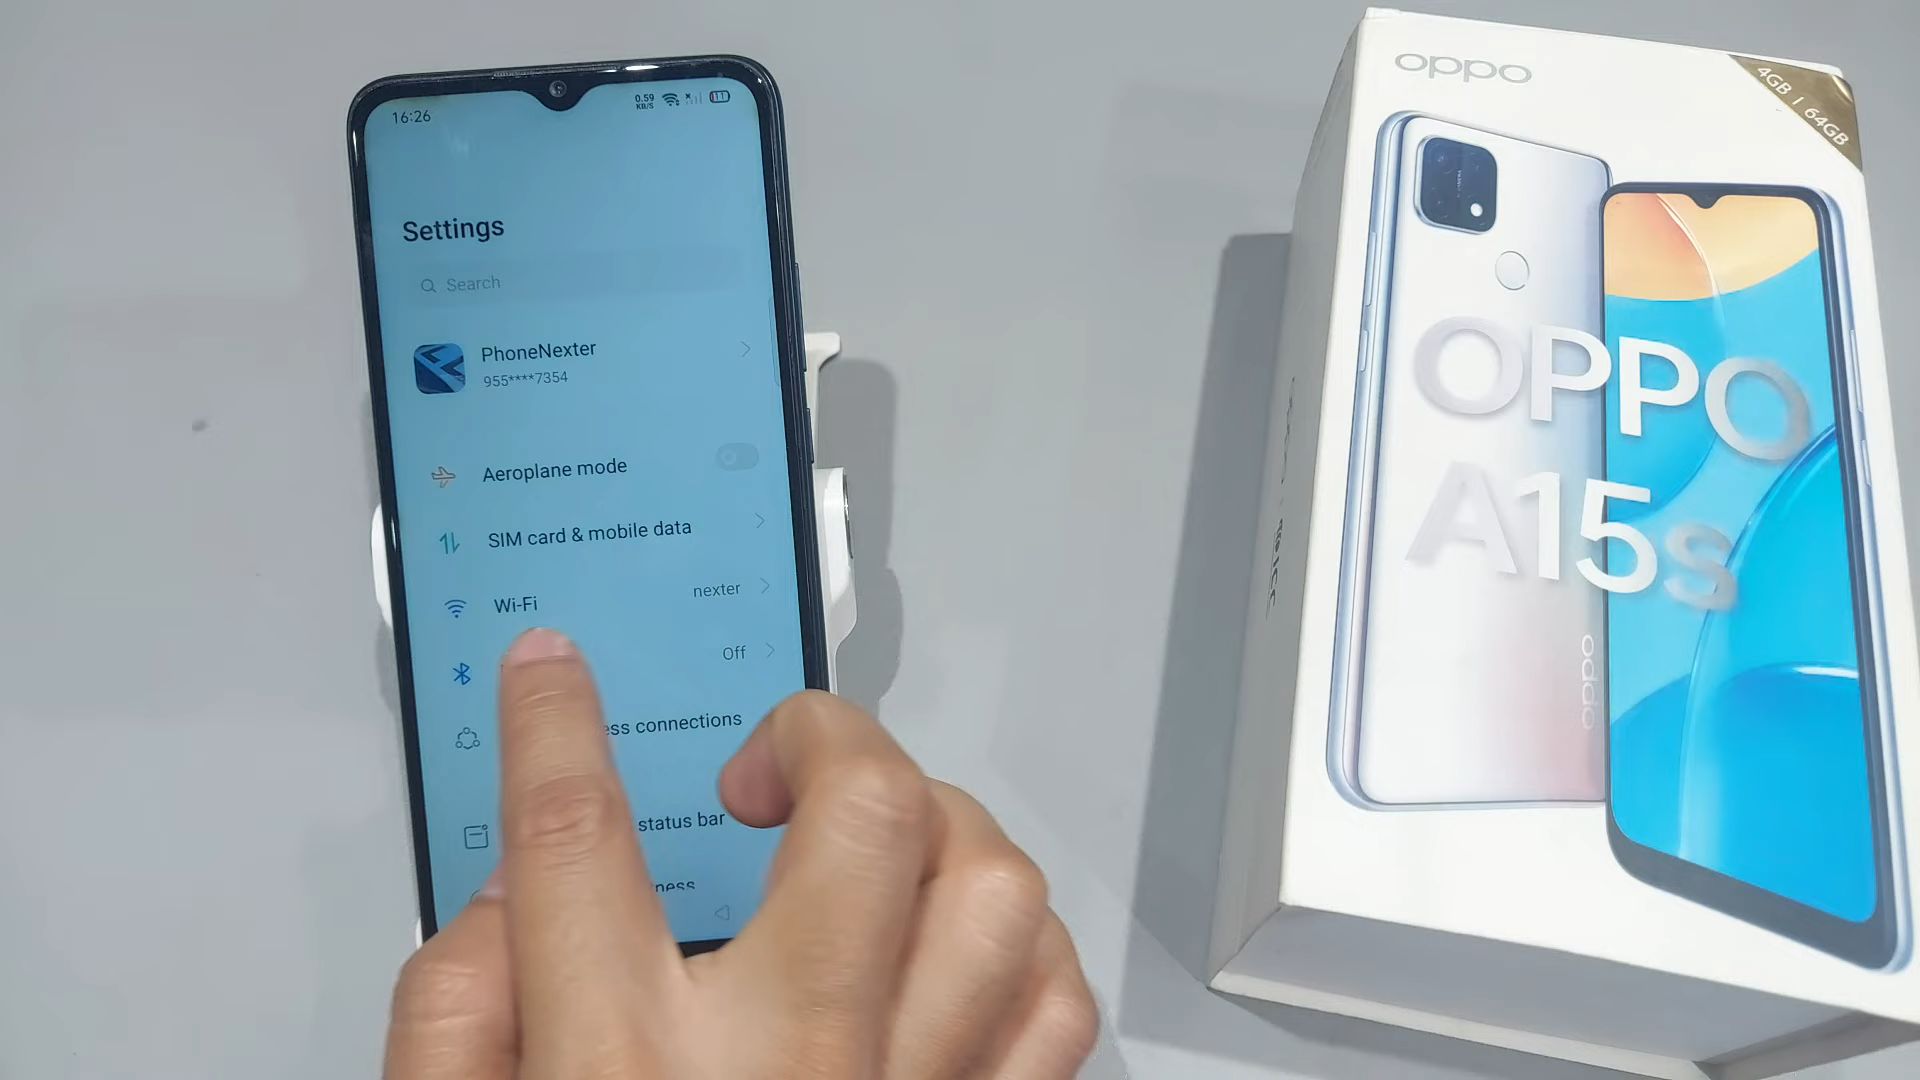 16:26
0.59
KB/S
11
Settings
Search
PhoneNexter
955****7354
Aeroplane mode
SIM card & mobile data
Wi-Fi
nexter
Off
ess connections
status bar
ness
oppo
4GB | 64GB
OPPO
A15s
oppo